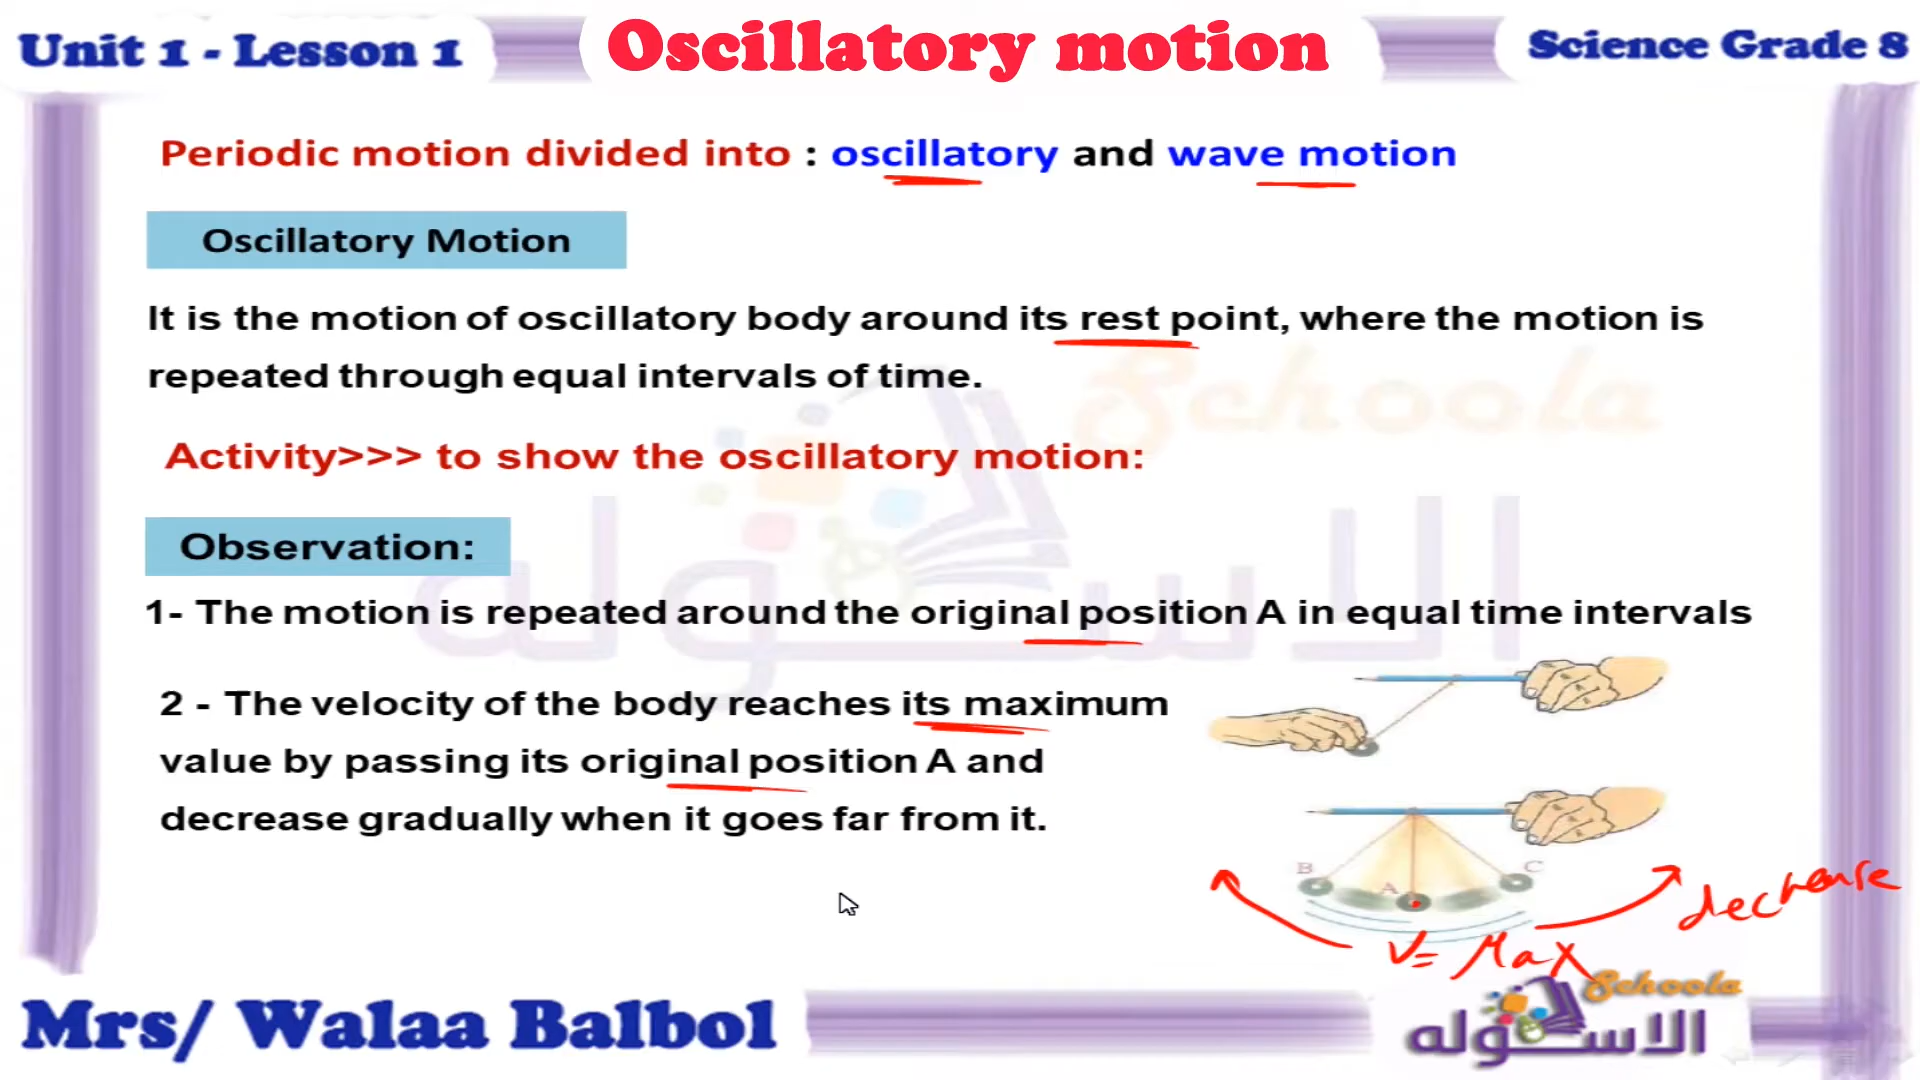 Unit 1 - Lesson 1
Oscillatory motion
Science Grade 8
Periodic motion divided into : oscillatory and wave motion
Oscillatory Motion
It is the motion of oscillatory body around its rest point, where the motion is
repeated through equal intervals of time.
Schoola
Activity>>> to show the oscillatory motion:
الاسكوله
Observation:
1- The motion is repeated around the original position A in equal time intervals
2 - The velocity of the body reaches its maximum
value by passing its original position A and
decrease gradually when it goes far from it.
B
A
C
decrease
V= Max
Mrs/ Walaa Balbol
Schoola
الاسكوله